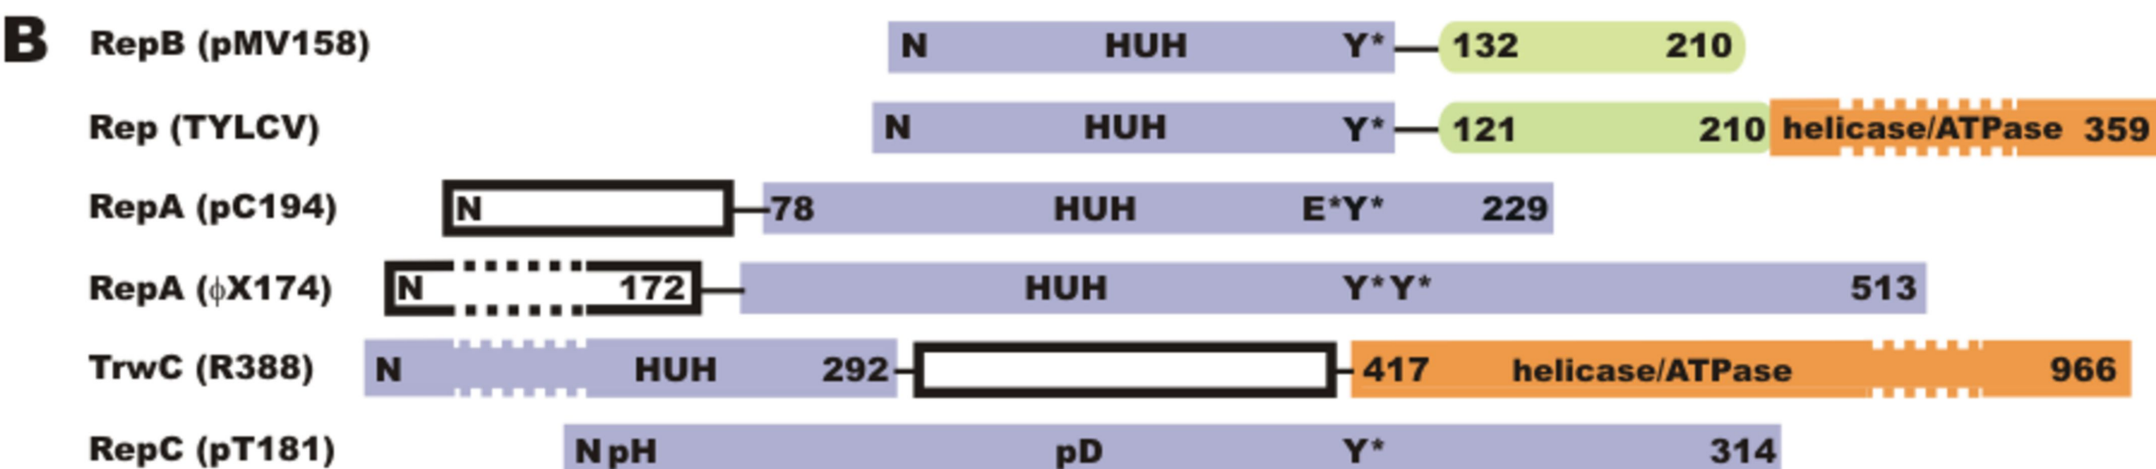 B RepB (pMV158) N HUH Y* 132 210
Rep (TYLCV) N HUH Y* 121 210 helicase/ATPase 359
RepA (pC194) N 78 HUH E*Y* 229
RepA (ϕX174) N 172 HUH Y*Y* 513
TrwC (R388) N HUH 292 417 helicase/ATPase 966
RepC (pT181) N pH pD Y* 314